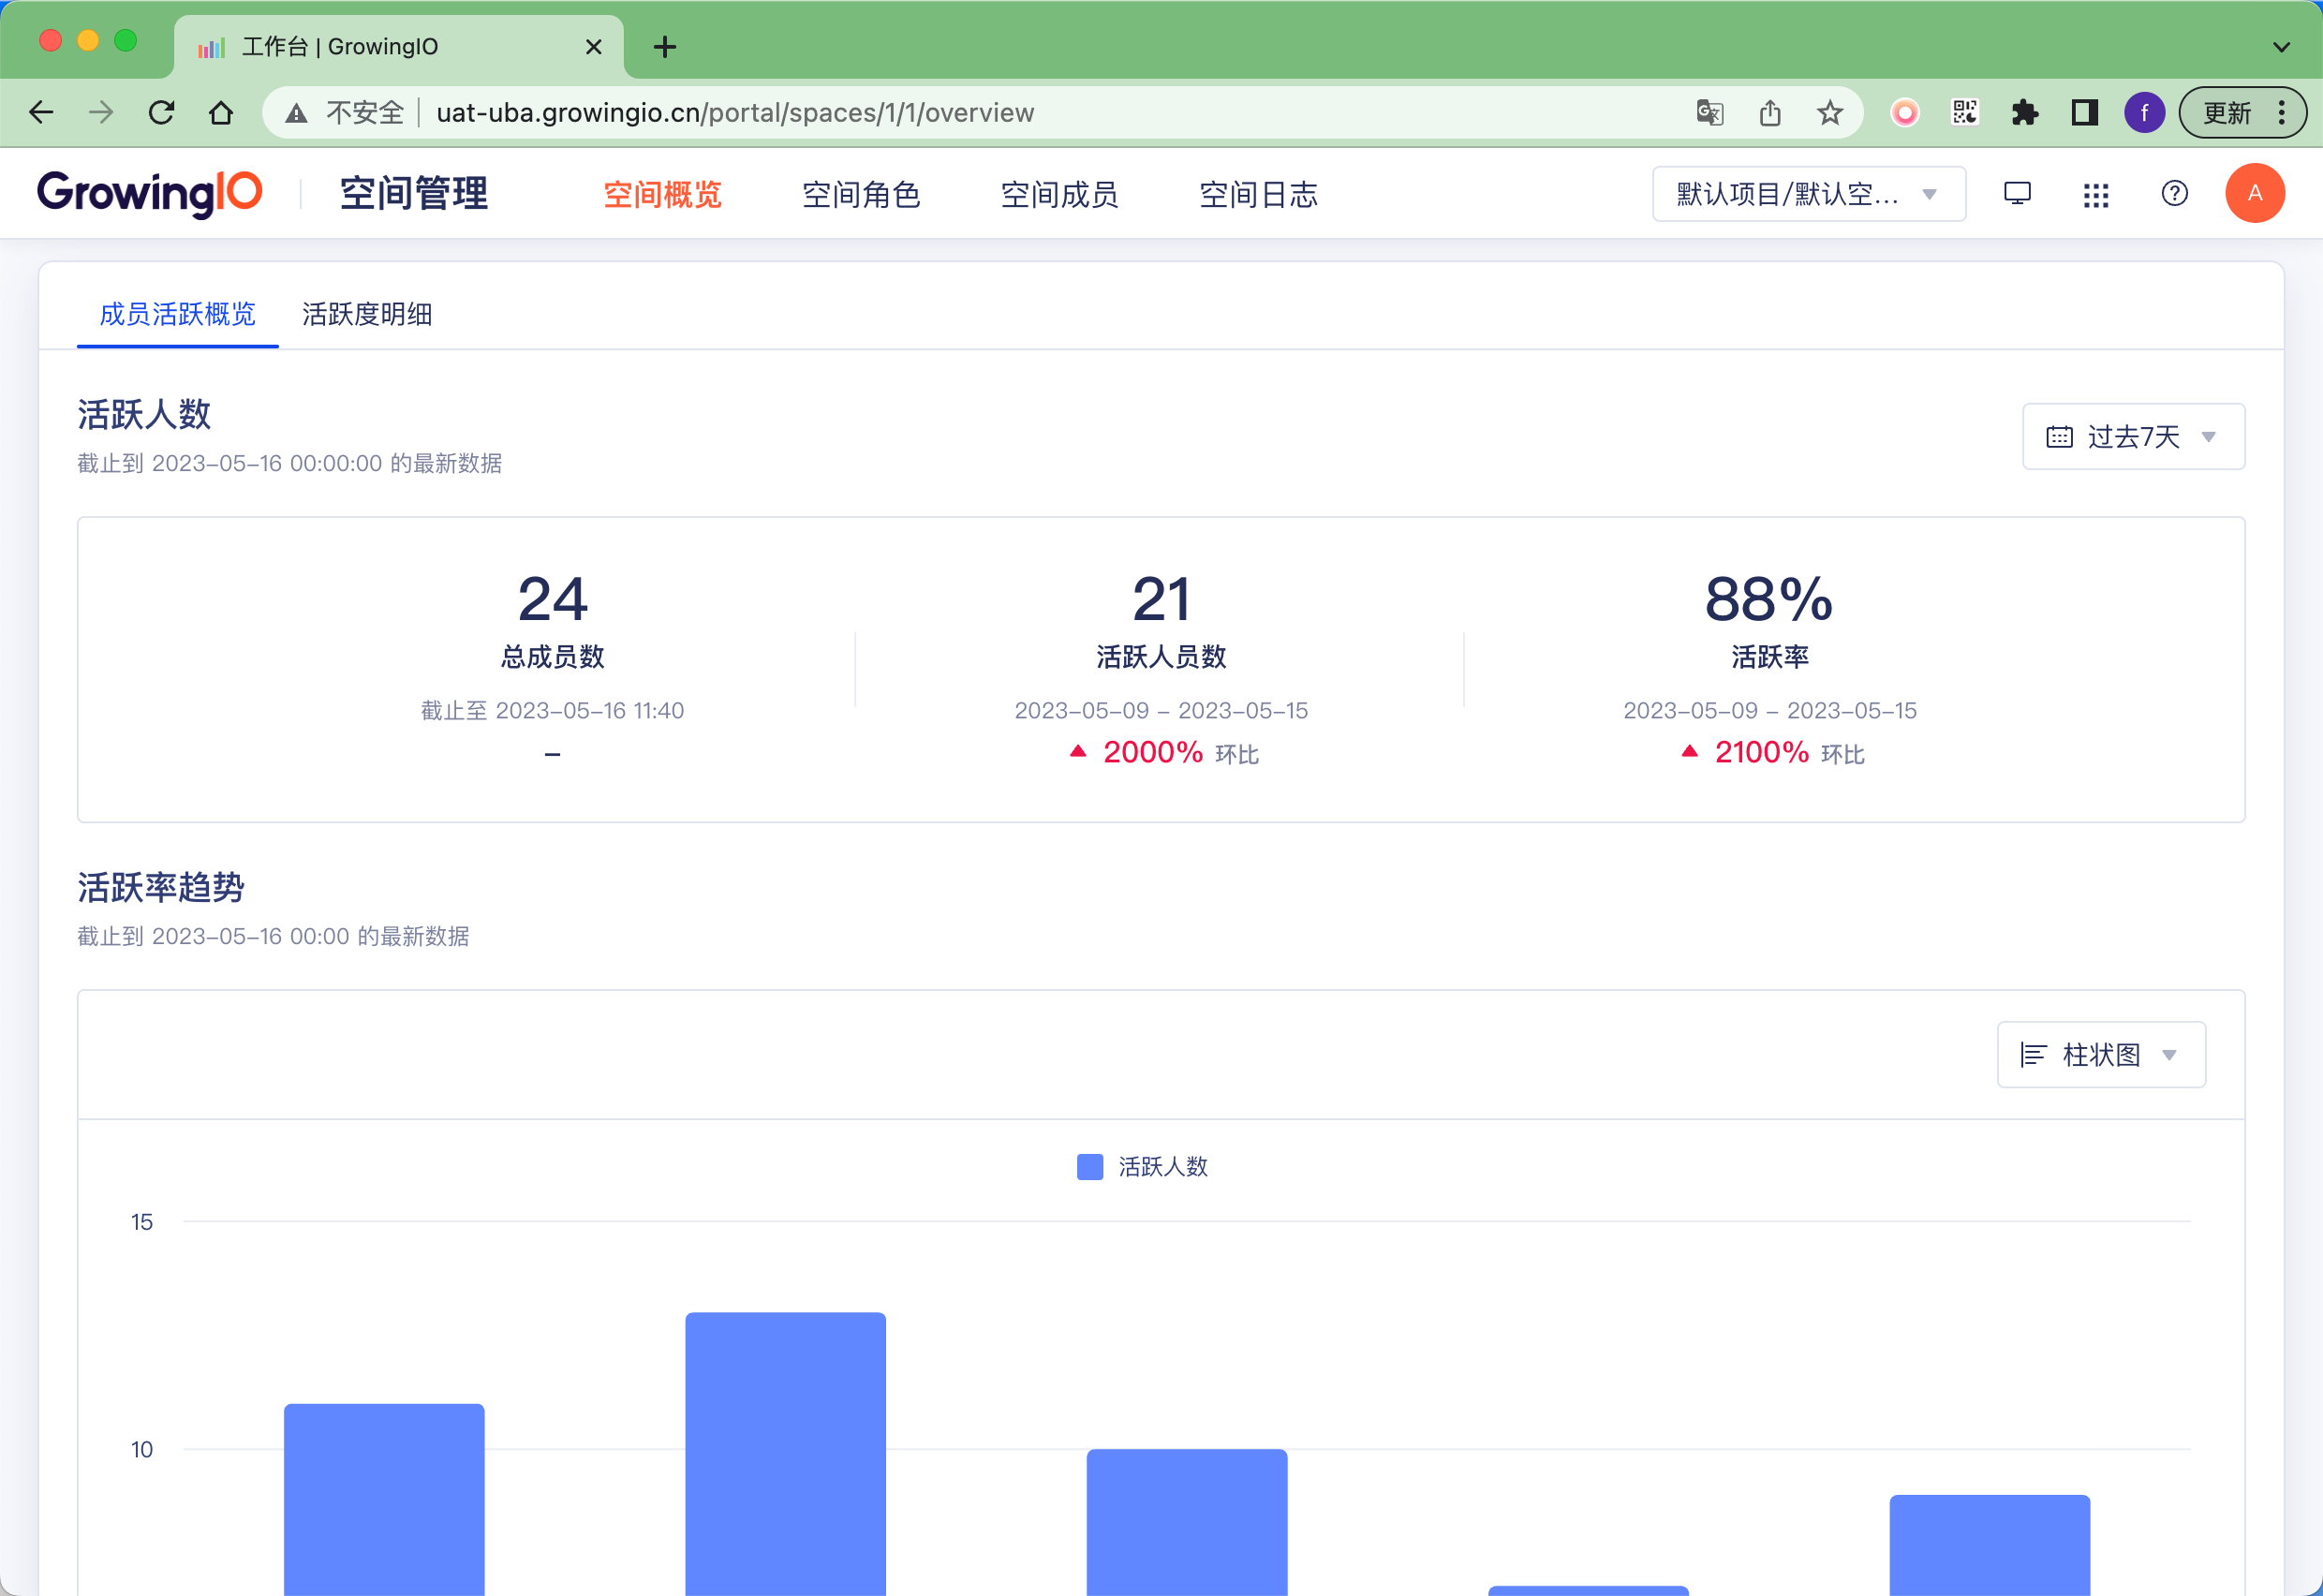 工作台 | GrowingIO
不安全 uat-uba.growingio.cn/portal/spaces/1/1/overview f 更新
GrowingIO 空间管理 空间概览 空间角色 空间成员 空间日志 默认项目/默认空... A
成员活跃概览 活跃度明细
活跃人数
截止到 2023-05-16 00:00:00 的最新数据
过去7天
24 21 88%
总成员数 活跃人员数 活跃率
截止至 2023-05-16 11:40 2023-05-09 - 2023-05-15 2023-05-09 - 2023-05-15
- 2000% 环比 2100% 环比
活跃率趋势
截止到 2023-05-16 00:00 的最新数据
柱状图
活跃人数
15
10